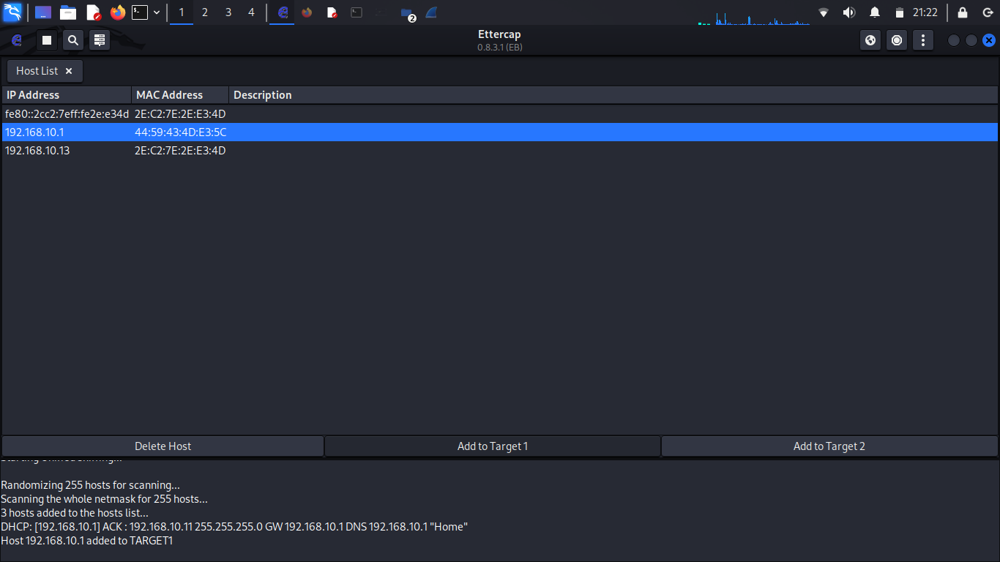 1 2 3 4 2 21:22
Ettercap
0.8.3.1 (EB)
Host List ×
IP Address MAC Address Description
fe80::2cc2:7eff:fe2e:e34d 2E:C2:7E:2E:E3:4D
192.168.10.1 44:59:43:4D:E3:5C
192.168.10.13 2E:C2:7E:2E:E3:4D
Delete Host Add to Target 1 Add to Target 2
Randomizing 255 hosts for scanning...
Scanning the whole netmask for 255 hosts...
3 hosts added to the hosts list...
DHCP: [192.168.10.1] ACK : 192.168.10.11 255.255.255.0 GW 192.168.10.1 DNS 192.168.10.1 "Home"
Host 192.168.10.1 added to TARGET1